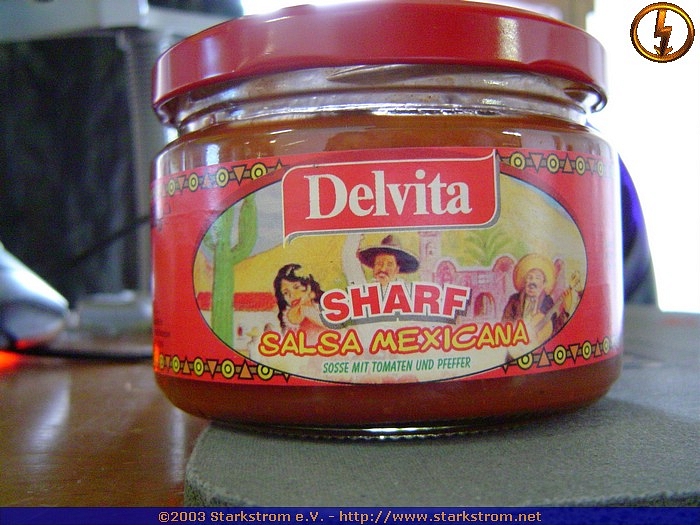 Delvita
SHARF
SALSA MEXICANA
SOSSE MIT TOMATEN UND PFEFFER
©2003 Starkstrom e.V. - http://www.starkstrom.net